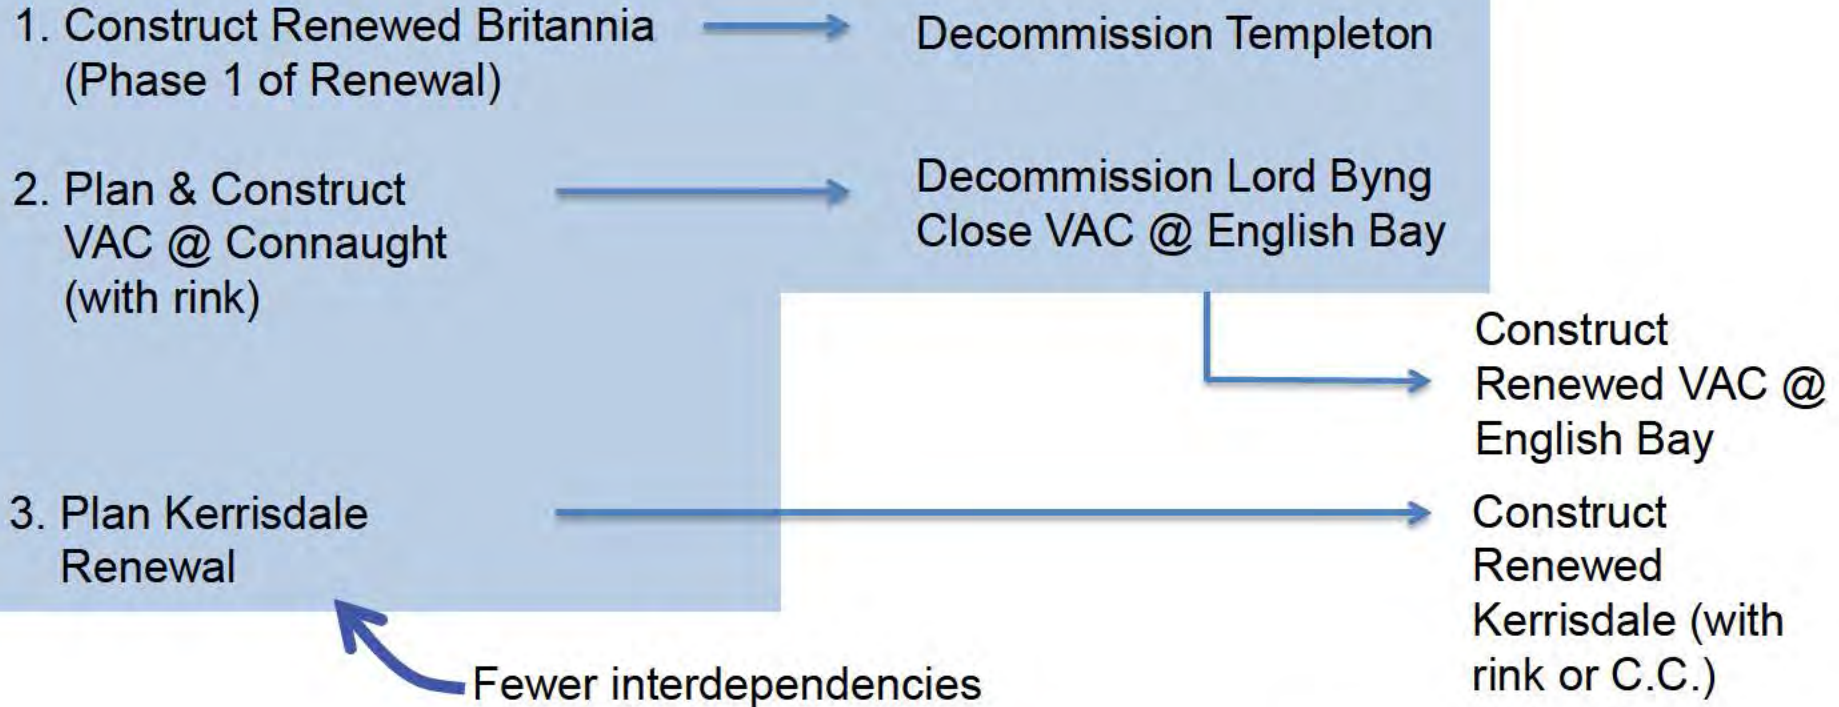 1. Construct Renewed Britannia
(Phase 1 of Renewal)
Decommission Templeton
2. Plan & Construct
VAC @ Connaught
(with rink)
Decommission Lord Byng
Close VAC @ English Bay
Construct
Renewed VAC @
English Bay
3. Plan Kerrisdale
Renewal
Construct
Renewed
Kerrisdale (with
rink or C.C.)
Fewer interdependencies